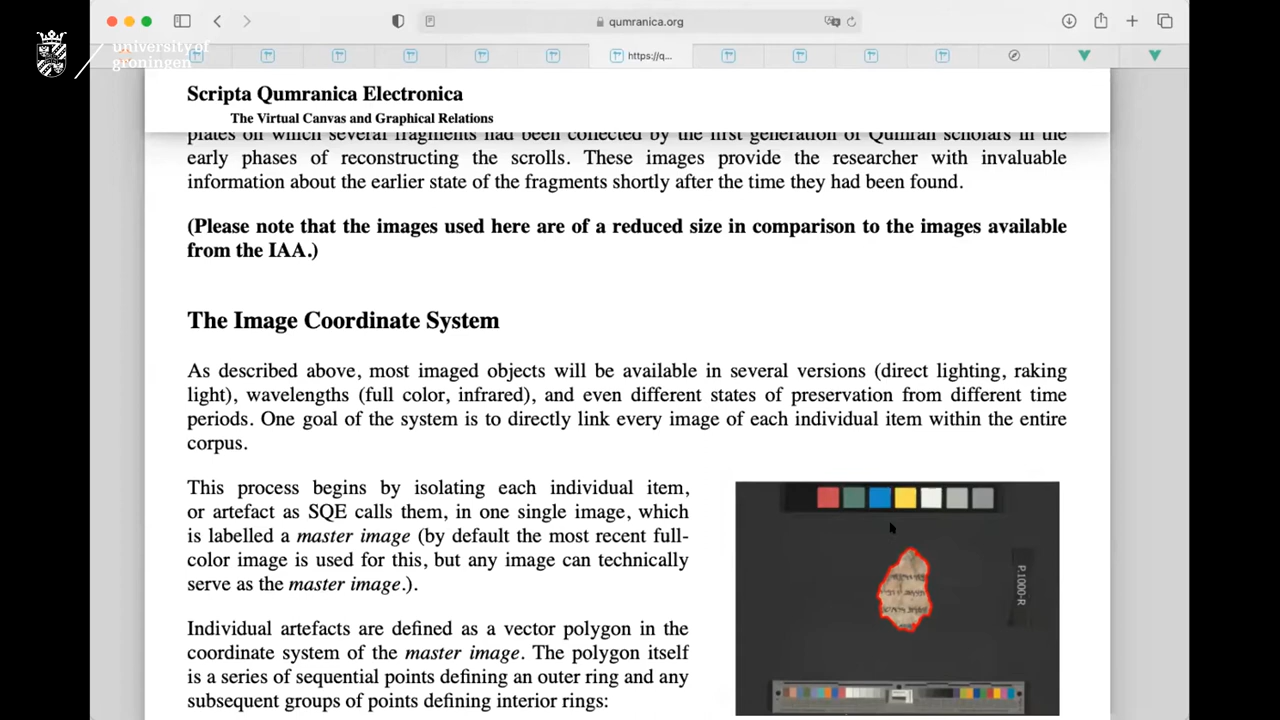 qumranica.org
university of
groningen
https://q...
Scripta Qumranica Electronica
The Virtual Canvas and Graphical Relations
plates on which several fragments had been collected by the first generation of Qumran scholars in the
early phases of reconstructing the scrolls. These images provide the researcher with invaluable
information about the earlier state of the fragments shortly after the time they had been found.
(Please note that the images used here are of a reduced size in comparison to the images available
from the IAA.)
The Image Coordinate System
As described above, most imaged objects will be available in several versions (direct lighting, raking
light), wavelengths (full color, infrared), and even different states of preservation from different time
periods. One goal of the system is to directly link every image of each individual item within the entire
corpus.
This process begins by isolating each individual item,
or artefact as SQE calls them, in one single image, which
is labelled a master image (by default the most recent full-
color image is used for this, but any image can technically
serve as the master image.).
Individual artefacts are defined as a vector polygon in the
coordinate system of the master image. The polygon itself
is a series of sequential points defining an outer ring and any
subsequent groups of points defining interior rings:
P.1000-R